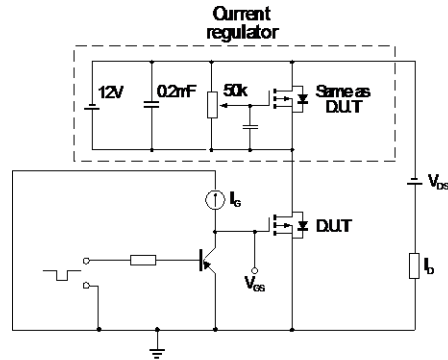 Current
regulator
12V
0.2mF
50k
Same as
D.U.T
I_G
D.U.T
V_GS
V_DS
I_D